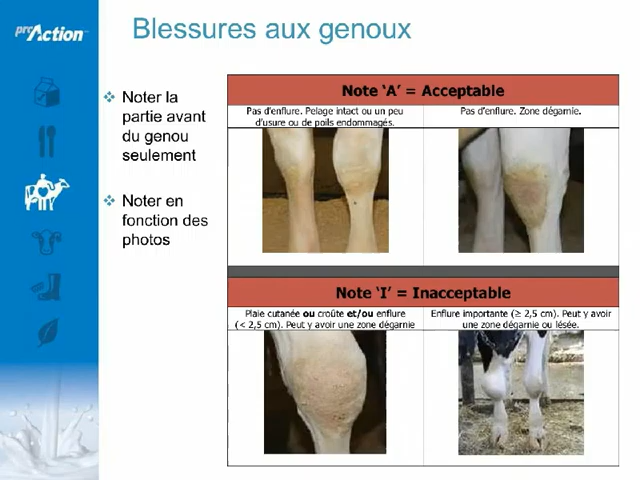 proAction
Blessures aux genoux
Noter la
partie avant
du genou
seulement
Noter en
fonction des
photos
Note ‘A’ = Acceptable
Pas d'enflure. Pelage intact ou un peu
d'usure ou de poils endommagés.
Pas d'enflure. Zone dégarnie.
Note ‘I’ = Inacceptable
Plaie cutanée ou croûte et/ou enflure
(< 2,5 cm). Peut y avoir une zone dégarnie
Enflure importante (≥ 2,5 cm). Peut y avoir
une zone dégarnie ou lésée.